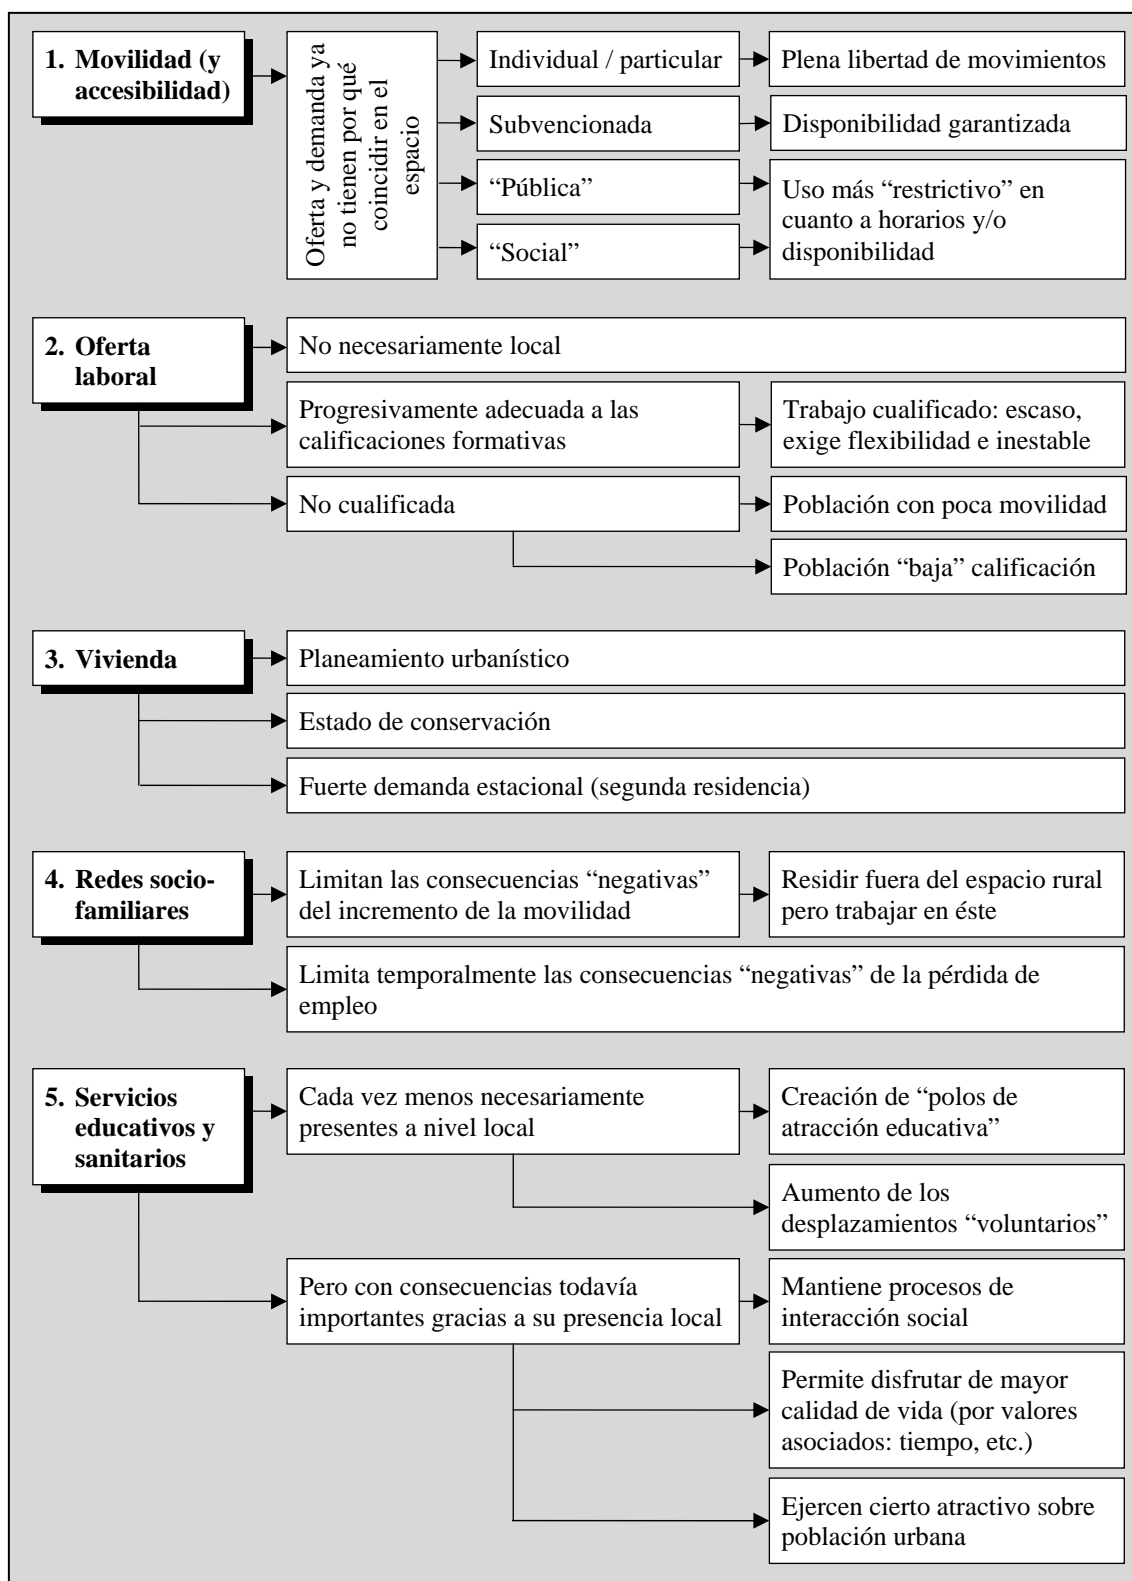 1. Movilidad (y
accesibilidad)
Oferta y demanda ya
no tienen por qué
coincidir en el
espacio
Individual / particular
Plena libertad de movimientos
Subvencionada
Disponibilidad garantizada
“Pública”
“Social”
Uso más “restrictivo” en
cuanto a horarios y/o
disponibilidad
2. Oferta
laboral
No necesariamente local
Progresivamente adecuada a las
calificaciones formativas
Trabajo cualificado: escaso,
exige flexibilidad e inestable
No cualificada
Población con poca movilidad
Población “baja” calificación
3. Vivienda
Planeamiento urbanístico
Estado de conservación
Fuerte demanda estacional (segunda residencia)
4. Redes socio-
familiares
Limitan las consecuencias “negativas”
del incremento de la movilidad
Residir fuera del espacio rural
pero trabajar en éste
Limita temporalmente las consecuencias “negativas” de la pérdida de
empleo
5. Servicios
educativos y
sanitarios
Cada vez menos necesariamente
presentes a nivel local
Creación de “polos de
atracción educativa”
Aumento de los
desplazamientos “voluntarios”
Pero con consecuencias todavía
importantes gracias a su presencia local
Mantiene procesos de
interacción social
Permite disfrutar de mayor
calidad de vida (por valores
asociados: tiempo, etc.)
Ejercen cierto atractivo sobre
población urbana